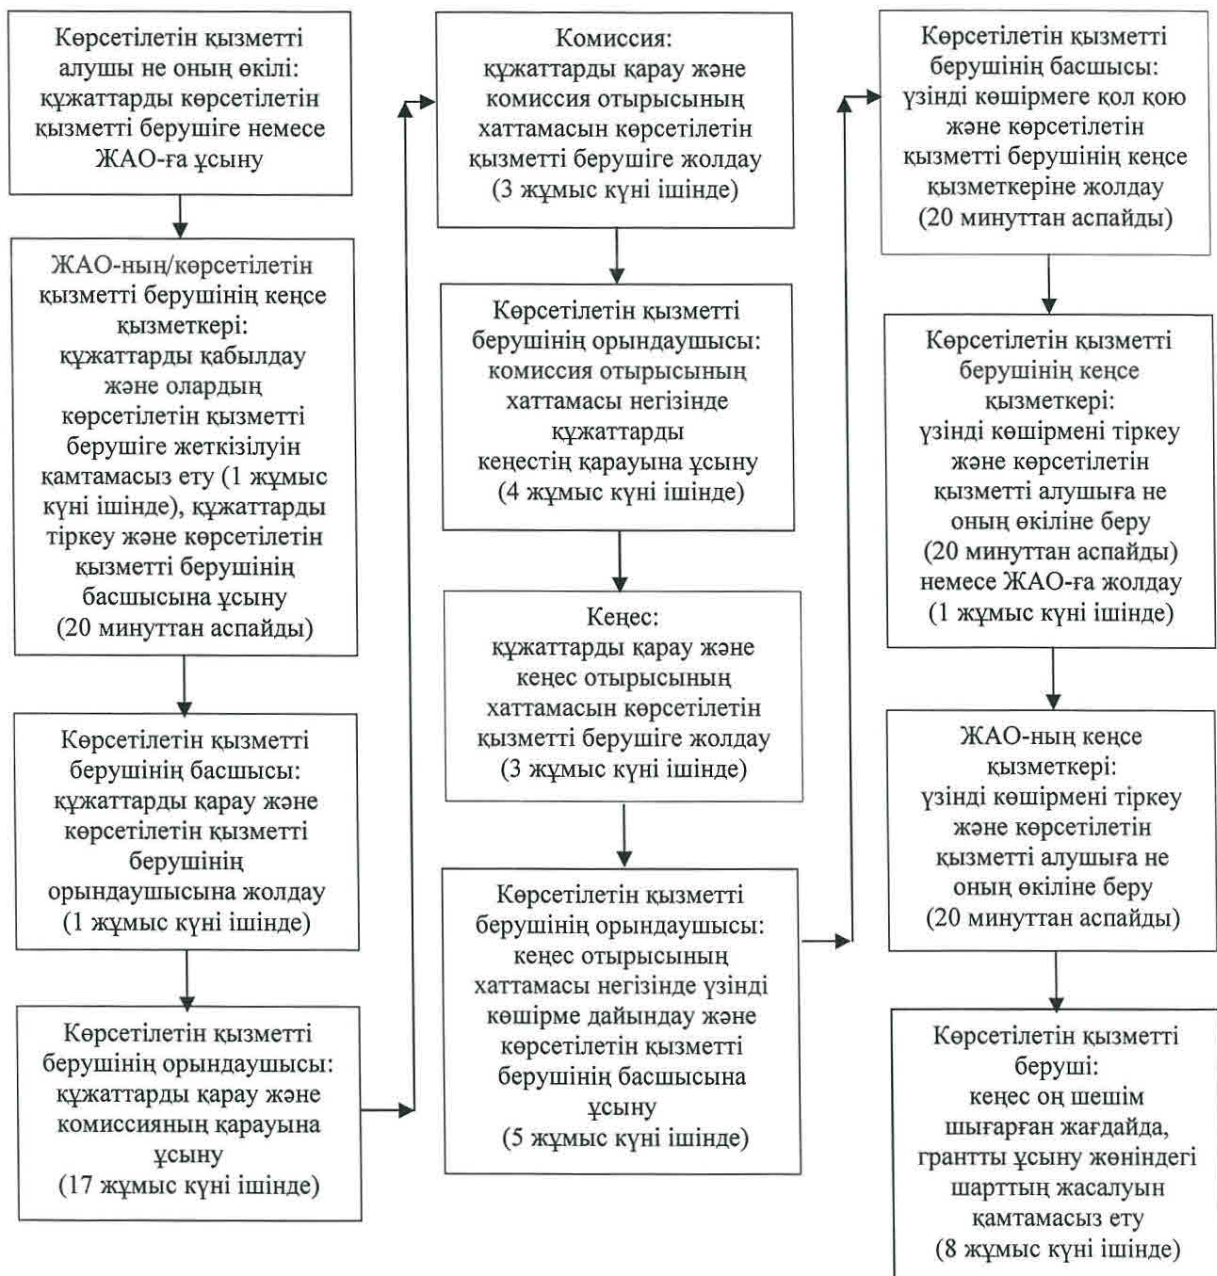 Көрсетілетін қызметті
алушы не оның өкілі:
құжаттарды көрсетілетін
қызметті берушіге немесе
ЖАО-ға ұсыну
ЖАО-нын/көрсетілетін
қызметті берушінің кеңсе
қызметкері:
құжаттарды қабылдау
және олардың
көрсетілетін қызметті
берушіге жеткізілуін
қамтамасыз ету (1 жұмыс
күні ішінде), құжаттарды
тіркеу және көрсетілетін
қызметті берушінің
басшысына ұсыну
(20 минуттан аспайды)
Көрсетілетін қызметті
берушінің басшысы:
құжаттарды қарау және
көрсетілетін қызметті
берушінің
орындаушысына жолдау
(1 жұмыс күні ішінде)
Көрсетілетін қызметті
берушінің орындаушысы:
құжаттарды қарау және
комиссияның қарауына
ұсыну
(17 жұмыс күні ішінде)
Комиссия:
құжаттарды қарау және
комиссия отырысының
хаттамасын көрсетілетін
қызметті берушіге жолдау
(3 жұмыс күні ішінде)
Көрсетілетін қызметті
берушінің орындаушысы:
комиссия отырысының
хаттамасы негізінде
құжаттарды
кеңестің қарауына ұсыну
(4 жұмыс күні ішінде)
Кеңес:
құжаттарды қарау және
кеңес отырысының
хаттамасын көрсетілетін
қызметті берушіге жолдау
(3 жұмыс күні ішінде)
Көрсетілетін қызметті
берушінің орындаушысы:
кеңес отырысының
хаттамасы негізінде үзінді
көшірме дайындау және
көрсетілетін қызметті
берушінің басшысына
ұсыну
(5 жұмыс күні ішінде)
Көрсетілетін қызметті
берушінің басшысы:
үзінді көшірмеге қол қою
және көрсетілетін
қызметті берушінің кеңсе
қызметкеріне жолдау
(20 минуттан аспайды)
Көрсетілетін қызметті
берушінің кеңсе
қызметкері:
үзінді көшірмені тіркеу
және көрсетілетін
қызметті алушыға не
оның өкіліне беру
(20 минуттан аспайды)
немесе ЖАО-ға жолдау
(1 жұмыс күні ішінде)
ЖАО-ның кеңсе
қызметкері:
үзінді көшірмені тіркеу
және көрсетілетін
қызметті алушыға не
оның өкіліне беру
(20 минуттан аспайды)
Көрсетілетін қызметті
беруші:
кеңес оң шешім
шығарған жағдайда,
грантты ұсыну жөніндегі
шарттың жасалуын
қамтамасыз ету
(8 жұмыс күні ішінде)